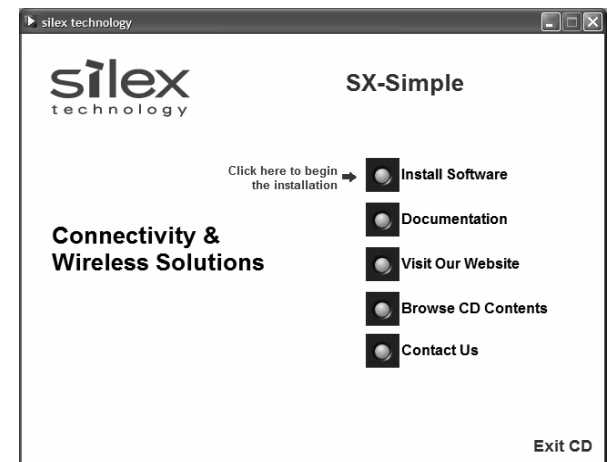 silex technology
silex
technology
SX-Simple
Click here to begin
the installation
Install Software
Documentation
Connectivity &
Wireless Solutions
Visit Our Website
Browse CD Contents
Contact Us
Exit CD